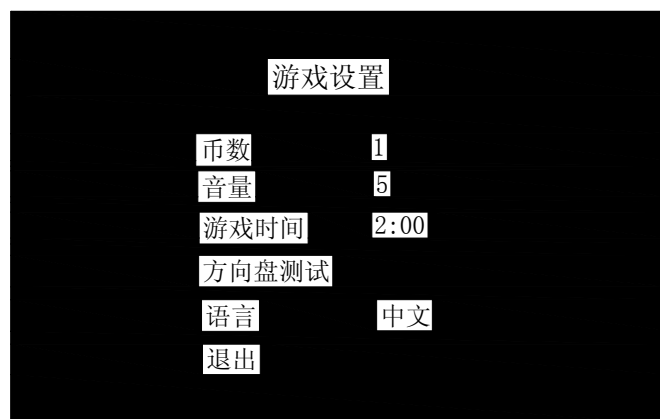 游戏设置
币数 1
音量 5
游戏时间 2:00
方向盘测试
语言 中文
退出